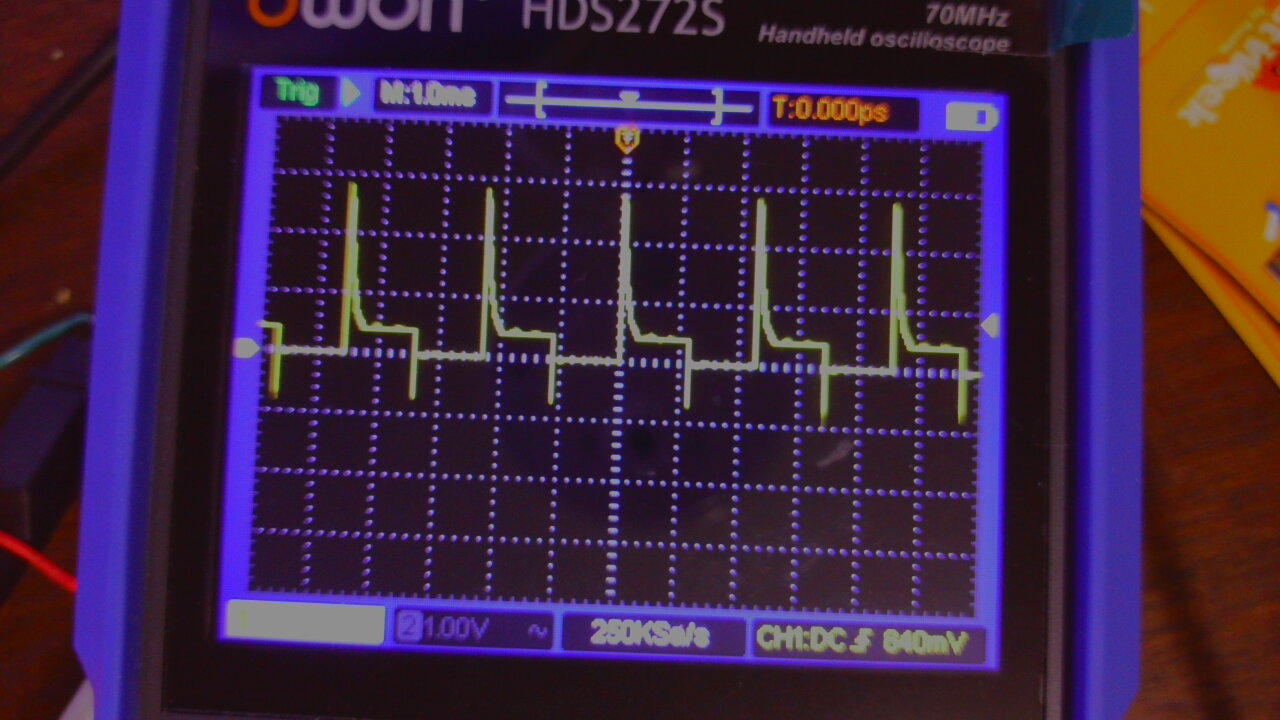 owon HDS272S
70MHz
Handheld oscilloscope
Trig M:1.0ms T:0.000ps
T
2 1.00V ~ 250KSa/s CH1:DC 840mV